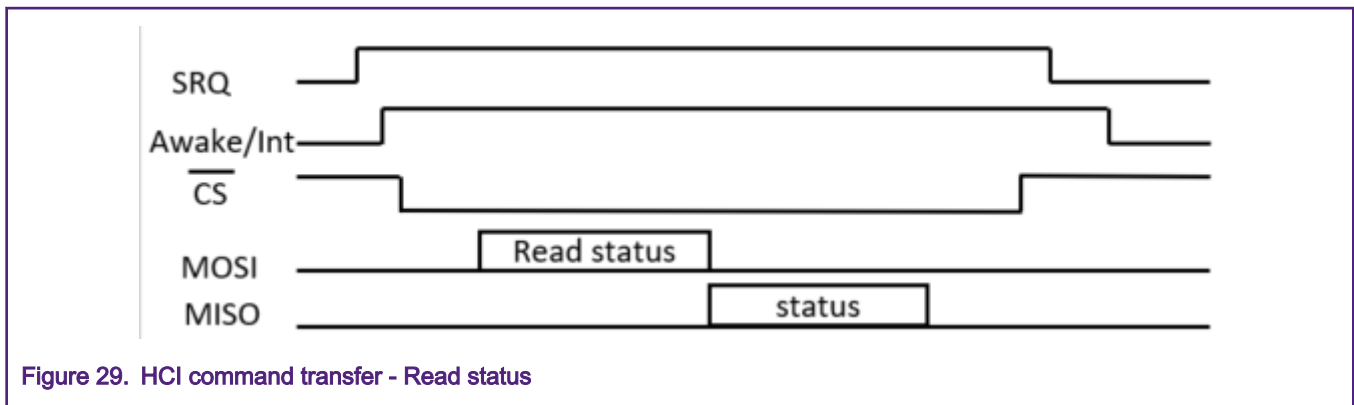 SRQ
Awake/Int
CS
MOSI
Read status
MISO
status
Figure 29. HCI command transfer - Read status